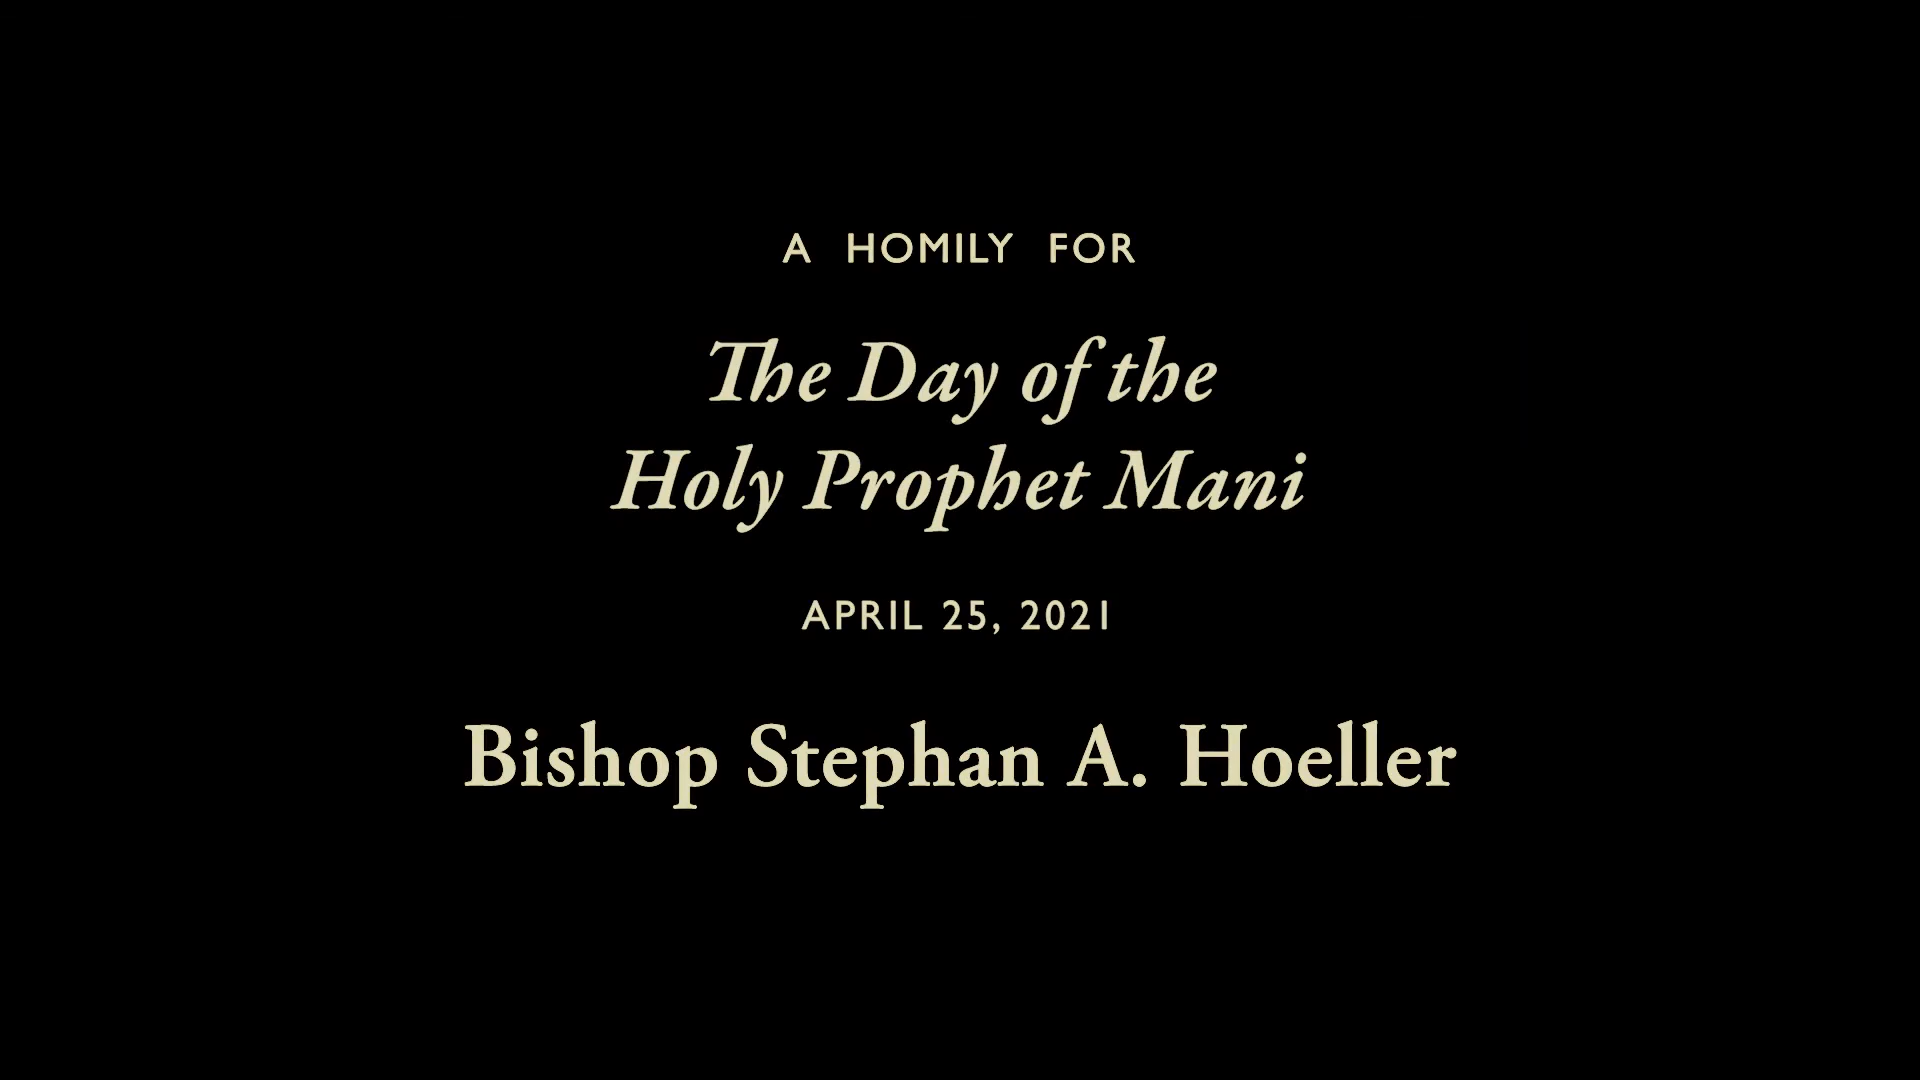 A HOMILY FOR
The Day of the
Holy Prophet Mani
APRIL 25, 2021
Bishop Stephan A. Hoeller